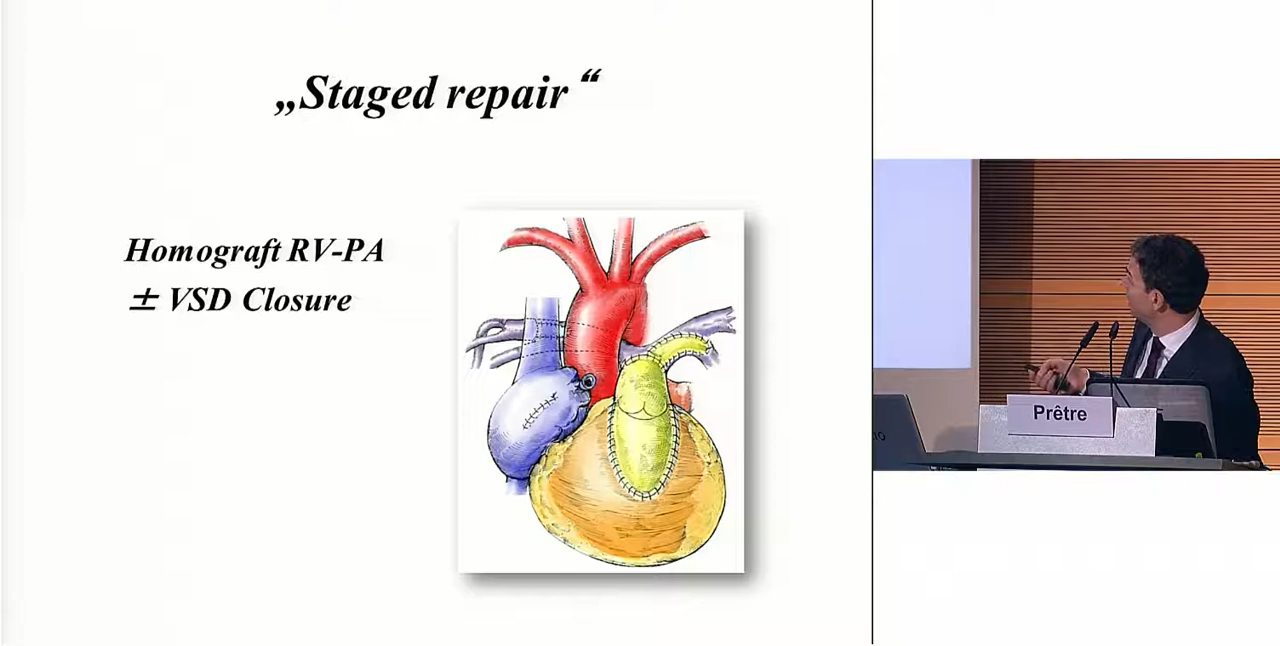 „Staged repair“
Homograft RV-PA
± VSD Closure
Prêtre